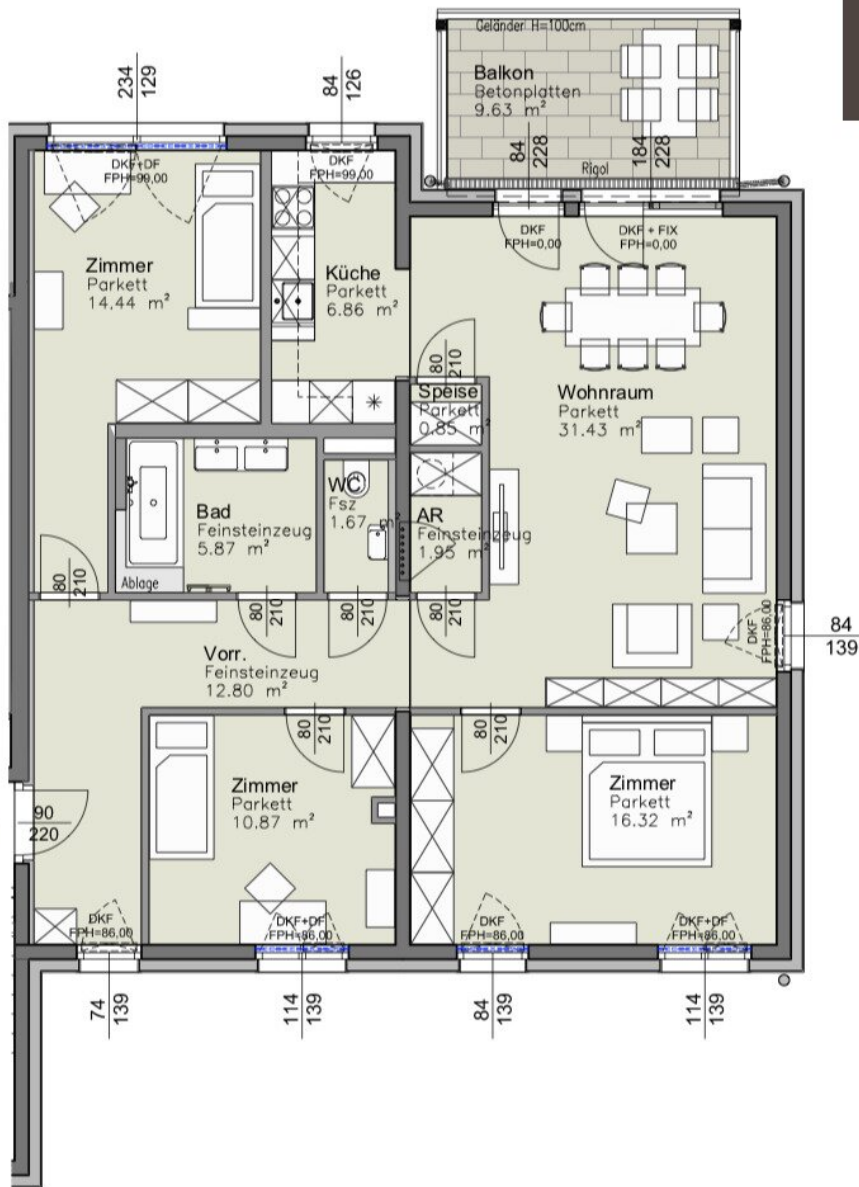 Geländer H=100cm
Balkon
Betonplatten
9.63 m²
84
228
184
228
Rigol
234
129
84
126
DKF+DF
FPH=99,00
DKF
FPH=99,00
DKF
FPH=0,00
DKF + FIX
FPH=0,00
Zimmer
Parkett
14.44 m²
Küche
Parkett
6.86 m²
80
210
Speise
Parkett
0.85 m²
Wohnraum
Parkett
31.43 m²
Bad
Feinsteinzeug
5.87 m²
WC
Fsz
1.67 m²
AR
Feinsteinzeug
1.95 m²
Ablage
80
210
80
210
80
210
80
210
DKF
FPH=86,00
84
139
Vorr.
Feinsteinzeug
12.80 m²
80
210
80
210
Zimmer
Parkett
10.87 m²
Zimmer
Parkett
16.32 m²
90
220
DKF
FPH=86,00
DKF+DF
FPH=86,00
DKF
FPH=86,00
DKF+DF
FPH=86,00
74
139
114
139
84
139
114
139